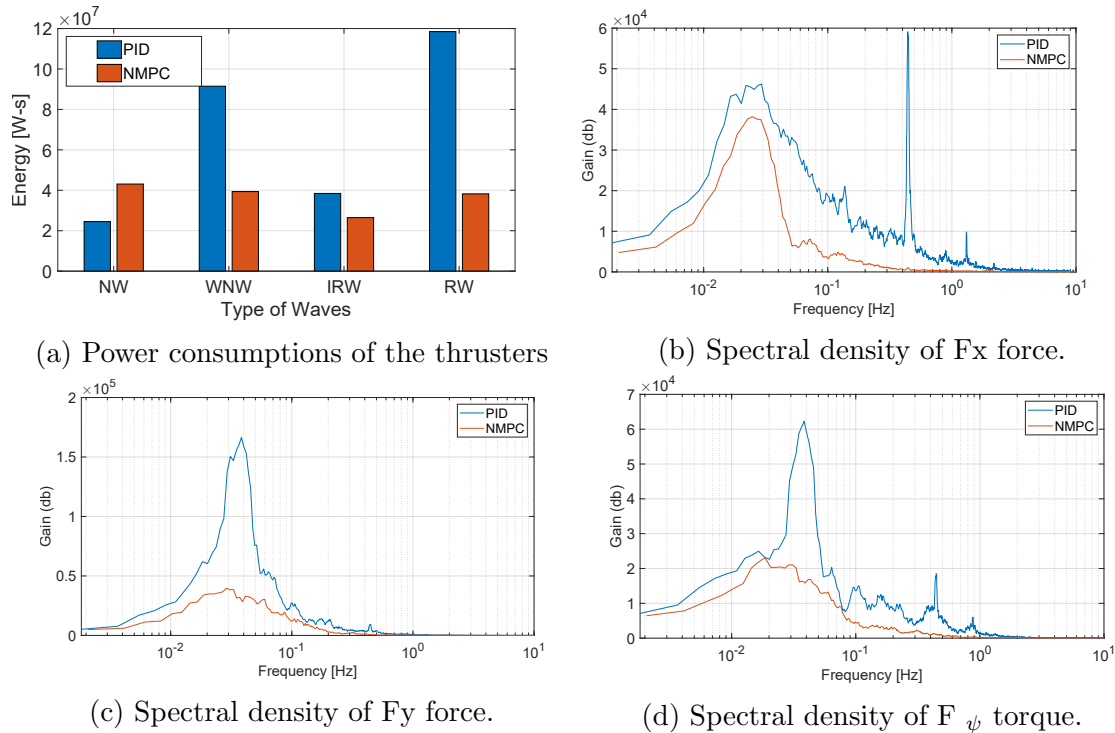 ×10⁷
12
10
8
6
4
2
0
Energy [W-s]
PID
NMPC
NW WNW IRW RW
Type of Waves
(a) Power consumptions of the thrusters
×10⁴
6
5
4
3
2
1
0
Gain (db)
PID
NMPC
10⁻² 10⁻¹ 10⁰ 10¹
Frequency [Hz]
(b) Spectral density of Fx force.
×10⁵
2
1.5
1
0.5
0
Gain (db)
PID
NMPC
10⁻² 10⁻¹ 10⁰ 10¹
Frequency [Hz]
(c) Spectral density of Fy force.
×10⁴
7
6
5
4
3
2
1
0
Gain (db)
PID
NMPC
10⁻² 10⁻¹ 10⁰ 10¹
Frequency [Hz]
(d) Spectral density of F ψ torque.